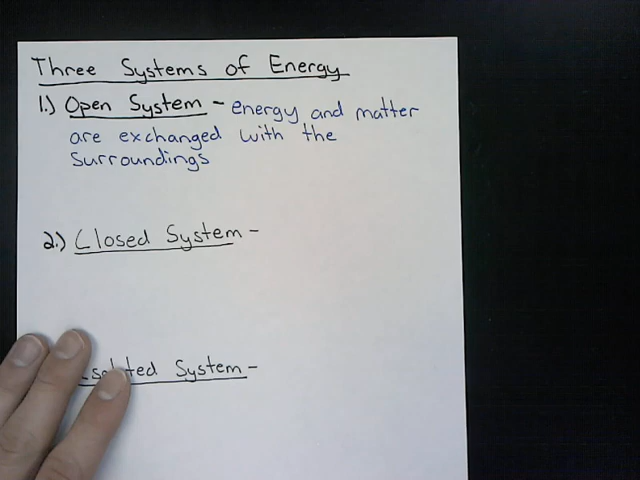 Three Systems of Energy
1.) Open System - energy and matter
are exchanged with the
surroundings
2.) Closed System -
System -